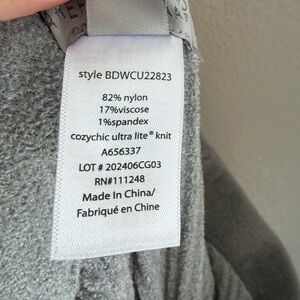 style BDWCU22823
82% nylon
17%viscose
1%spandex
cozychic ultra lite® knit
A656337
LOT # 202406CG03
RN#111248
Made In China/
Fabriqué en Chine